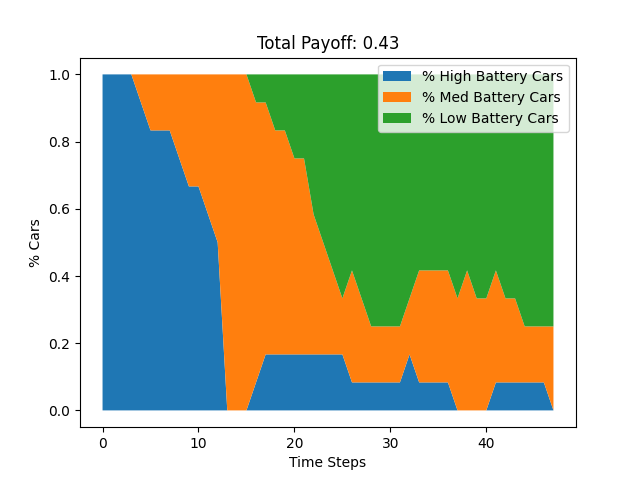 Total Payoff: 0.43
% High Battery Cars
% Med Battery Cars
% Low Battery Cars
1.0
0.8
0.6
0.4
0.2
0.0
% Cars
0 10 20 30 40
Time Steps